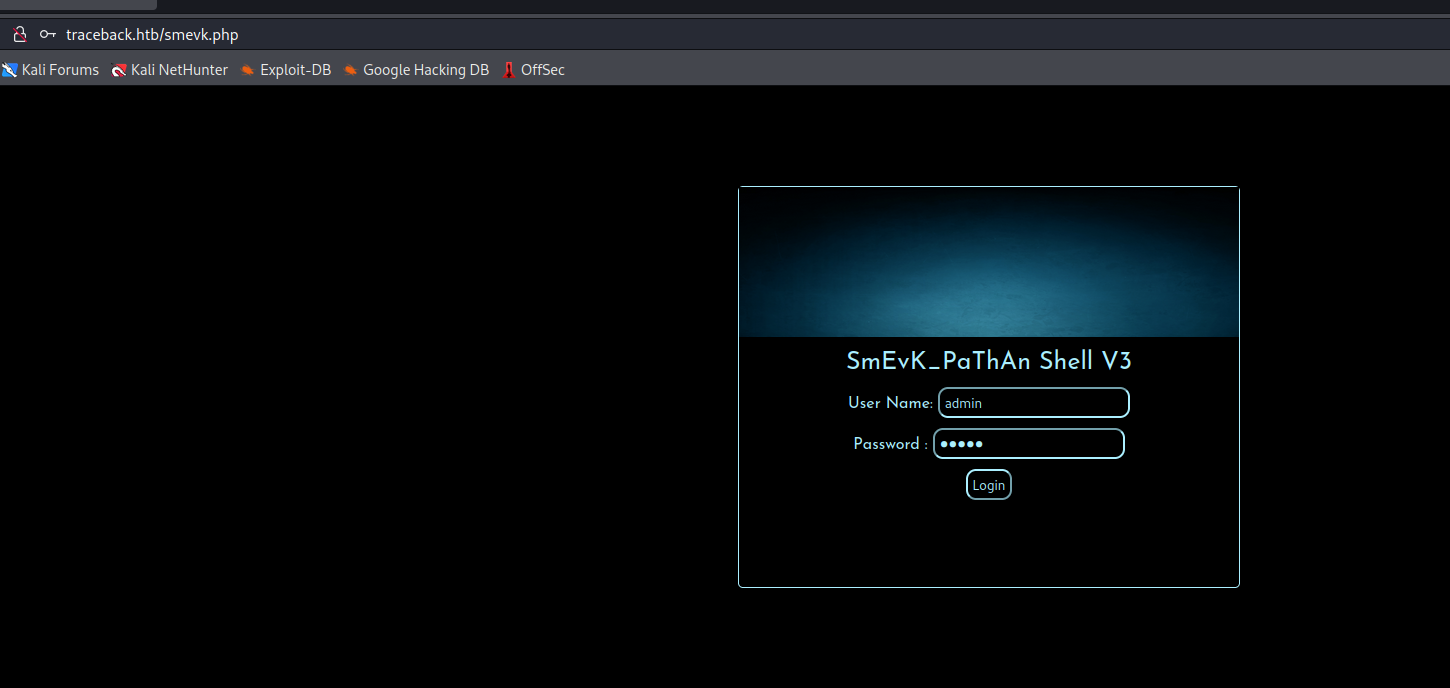 traceback.htb/smevk.php
Kali Forums Kali NetHunter Exploit-DB Google Hacking DB OffSec
SmEvK_PaThAn Shell V3
User Name: admin
Password : ●●●●●
Login